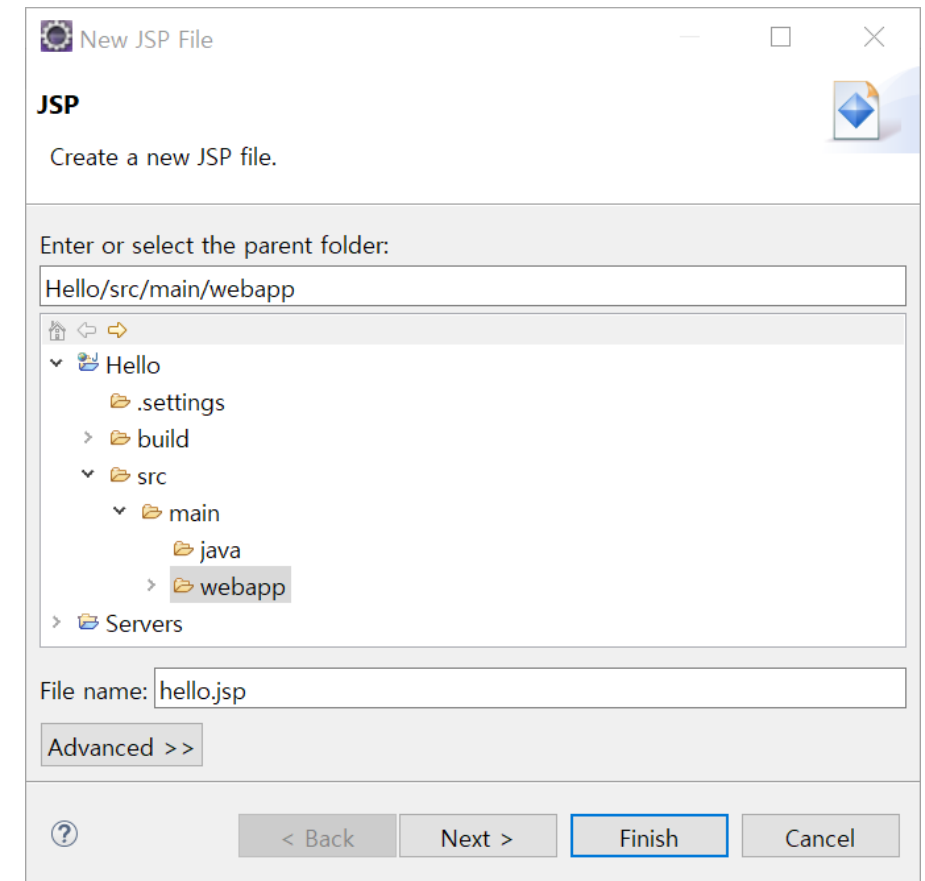 New JSP File
JSP
Create a new JSP file.
Enter or select the parent folder:
Hello/src/main/webapp
Hello
.settings
build
src
main
java
webapp
Servers
File name: hello.jsp
Advanced >>
? < Back Next > Finish Cancel